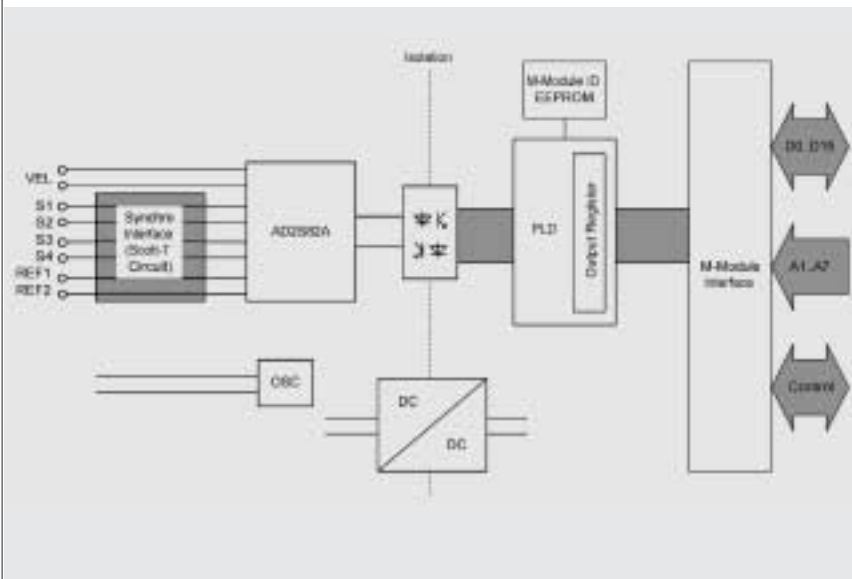 Isolation
M-Module ID
EEPROM
VEL
S1
S2
S3
S4
REF1
REF2
Synchro
Interface
(Scott-T
Circuit)
AD2S82A
PLD
Output Register
M-Module
Interface
D0..D15
A1..A7
Control
OSC
DC
DC